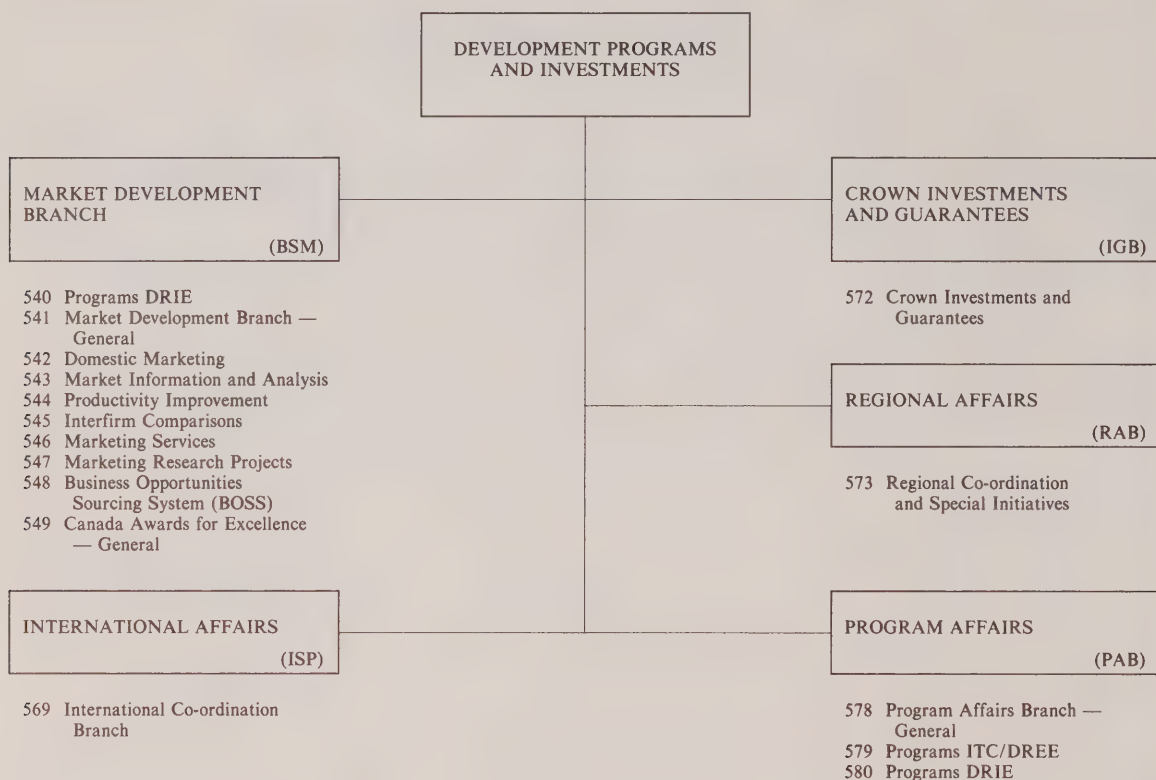 DEVELOPMENT PROGRAMS
AND INVESTMENTS
MARKET DEVELOPMENT
BRANCH
(BSM)
540 Programs DRIE
541 Market Development Branch —
General
542 Domestic Marketing
543 Market Information and Analysis
544 Productivity Improvement
545 Interfirm Comparisons
546 Marketing Services
547 Marketing Research Projects
548 Business Opportunities
Sourcing System (BOSS)
549 Canada Awards for Excellence
— General
CROWN INVESTMENTS
AND GUARANTEES
(IGB)
572 Crown Investments and
Guarantees
REGIONAL AFFAIRS
(RAB)
573 Regional Co-ordination
and Special Initiatives
INTERNATIONAL AFFAIRS
(ISP)
569 International Co-ordination
Branch
PROGRAM AFFAIRS
(PAB)
578 Program Affairs Branch —
General
579 Programs ITC/DREE
580 Programs DRIE